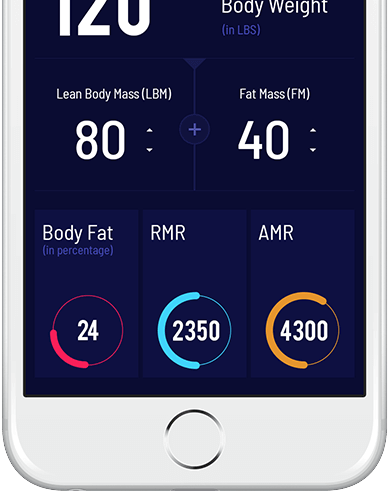 120
Body Weight
(in LBS)
Lean Body Mass (LBM)
Fat Mass (FM)
80
+
40
Body Fat
(in percentage)
RMR
AMR
24
2350
4300